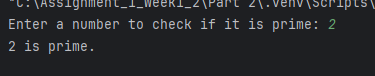 "C:\Assignment_1_Week1_2\Part 2\.venv\Scripts\
Enter a number to check if it is prime: 2
2 is prime.